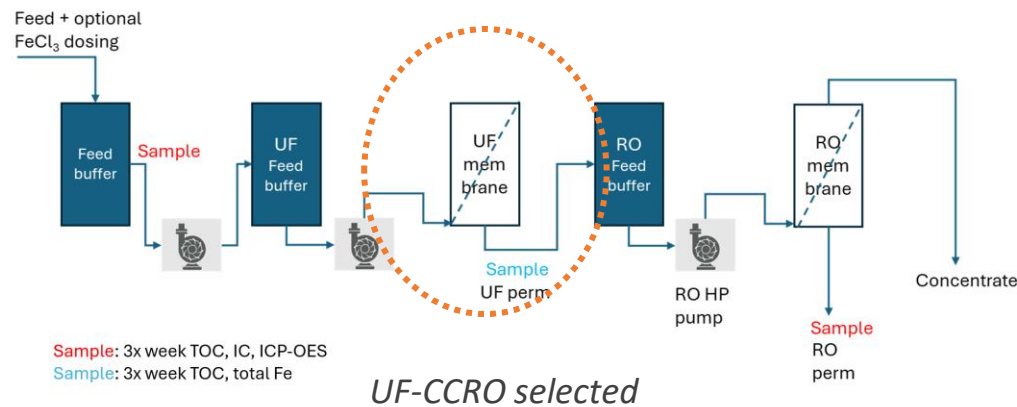 Feed + optional
FeCl₃ dosing
Feed
buffer
Sample
UF
Feed
buffer
UF
mem
brane
Sample
UF perm
RO
Feed
buffer
RO HP
pump
RO
mem
brane
Sample
RO
perm
Concentrate
Sample: 3x week TOC, IC, ICP-OES
Sample: 3x week TOC, total Fe
UF-CCRO selected